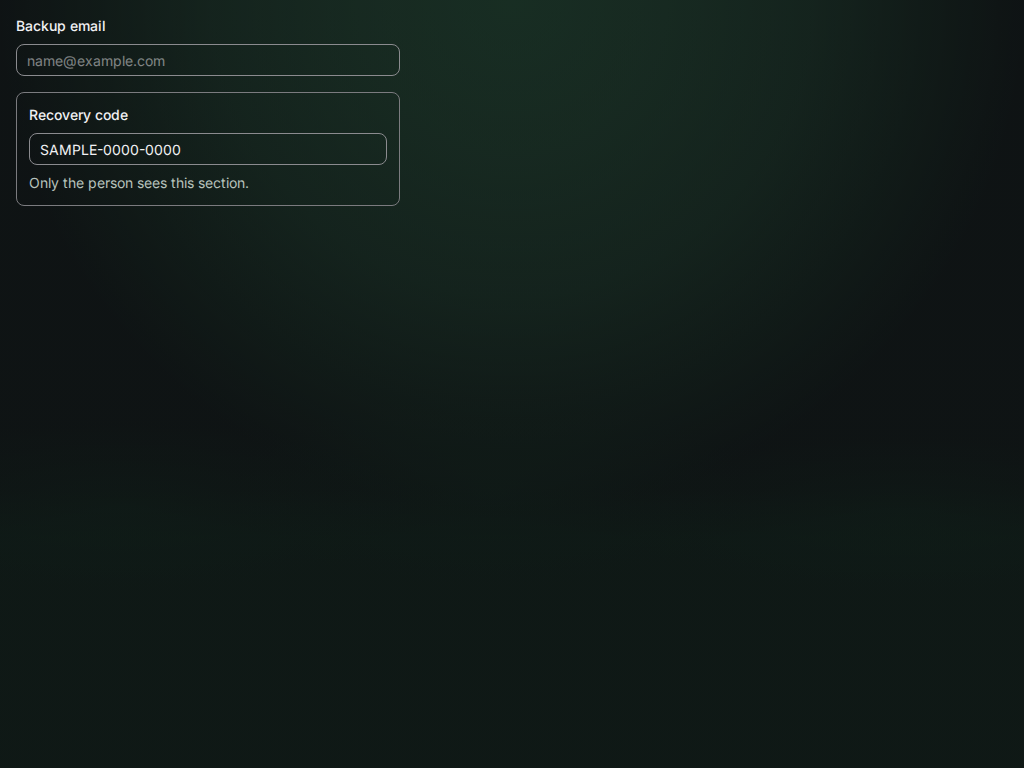 Backup email
name@example.com
Recovery code
SAMPLE-0000-0000
Only the person sees this section.